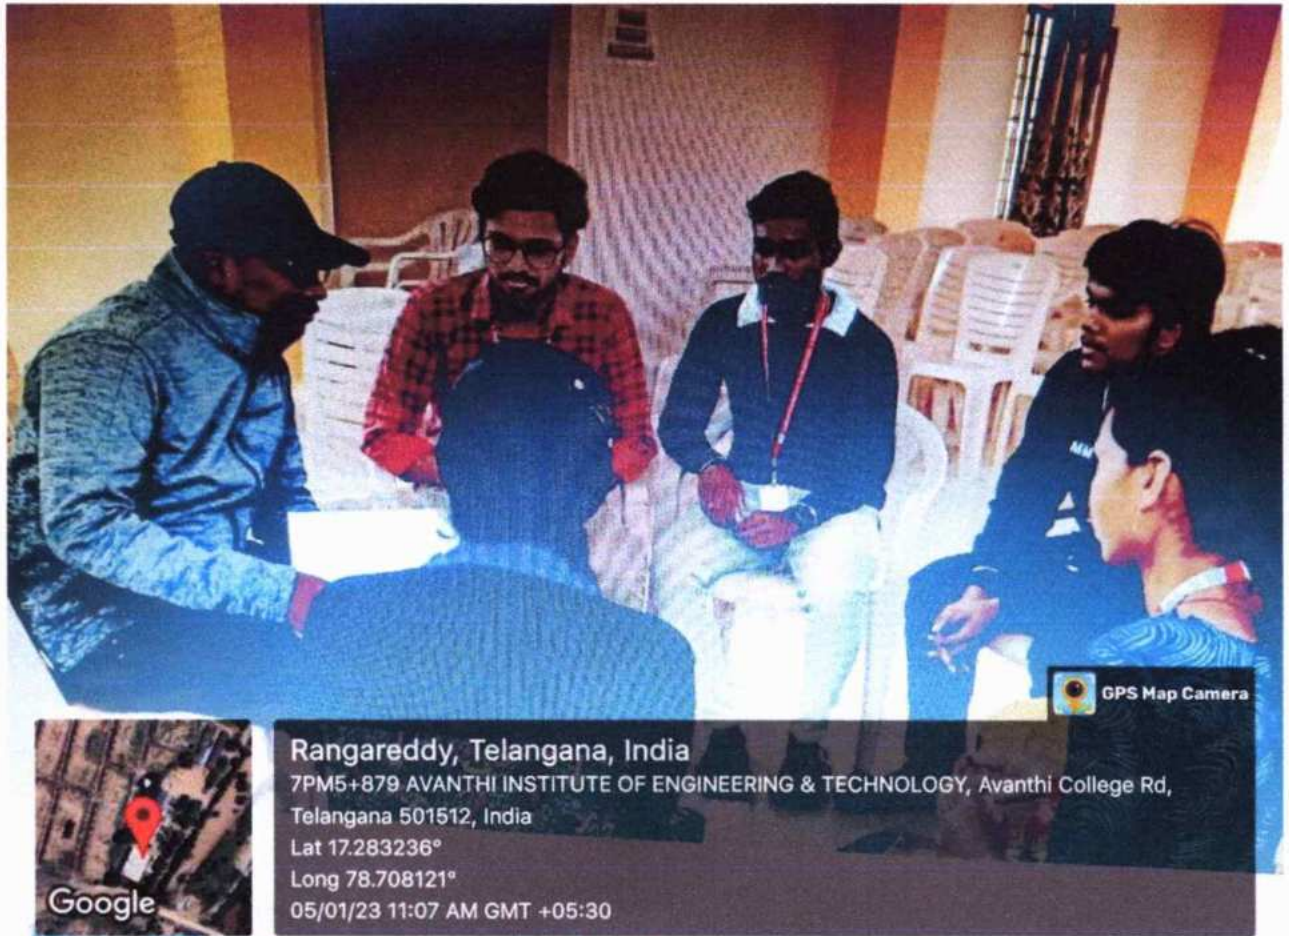 MM
GPS Map Camera
Rangareddy, Telangana, India
7PM5+879 AVANTHI INSTITUTE OF ENGINEERING & TECHNOLOGY, Avanthi College Rd,
Telangana 501512, India
Lat 17.283236°
Long 78.708121°
05/01/23 11:07 AM GMT +05:30
Google